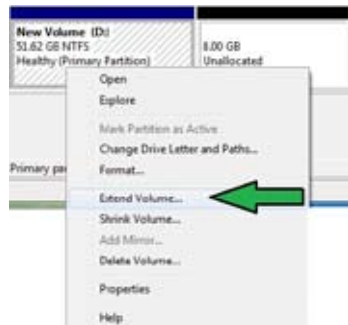 New Volume (D:)
51.62 GB NTFS
Healthy (Primary Partition)
8.00 GB
Unallocated
Open
Explore
Mark Partition as Active
Change Drive Letter and Paths...
Format...
Primary par
Extend Volume...
Shrink Volume...
Add Mirror...
Delete Volume...
Properties
Help